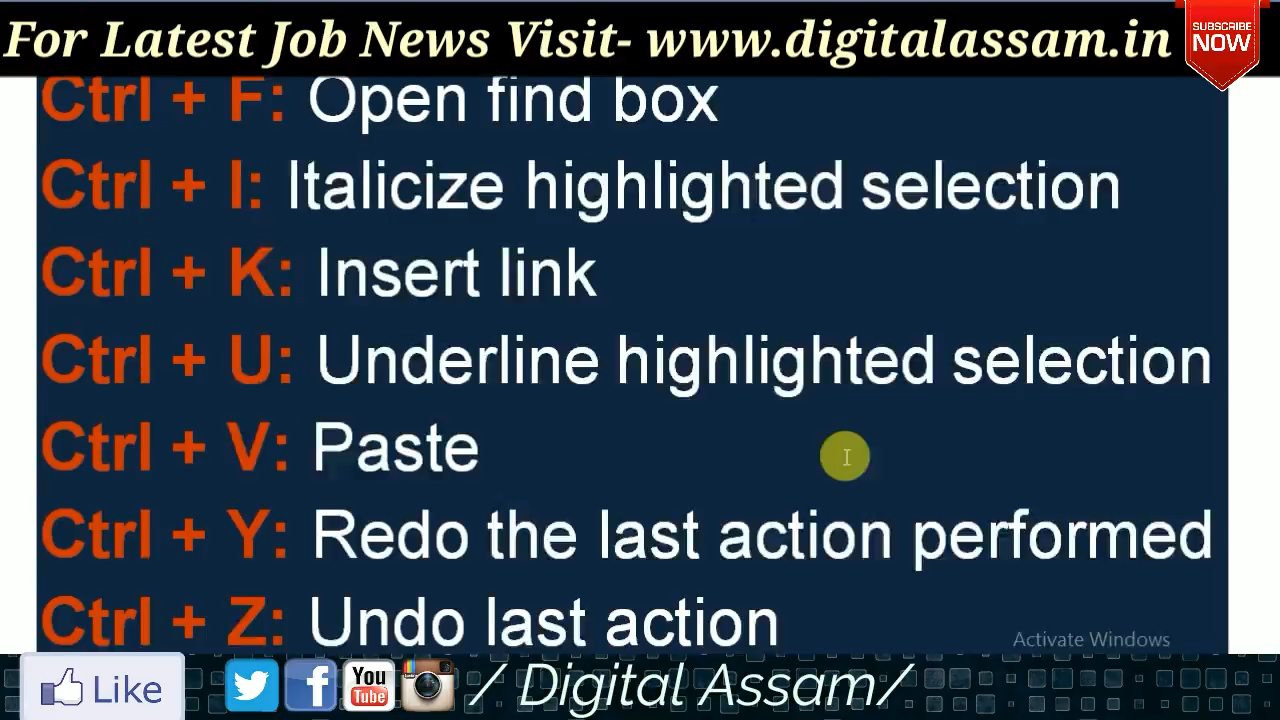 For Latest Job News Visit- www.digitalassam.in
SUBSCRIBE
NOW
Ctrl + F: Open find box
Ctrl + I: Italicize highlighted selection
Ctrl + K: Insert link
Ctrl + U: Underline highlighted selection
Ctrl + V: Paste
Ctrl + Y: Redo the last action performed
Ctrl + Z: Undo last action
Activate Windows
Like
You
Tube
/ Digital Assam/